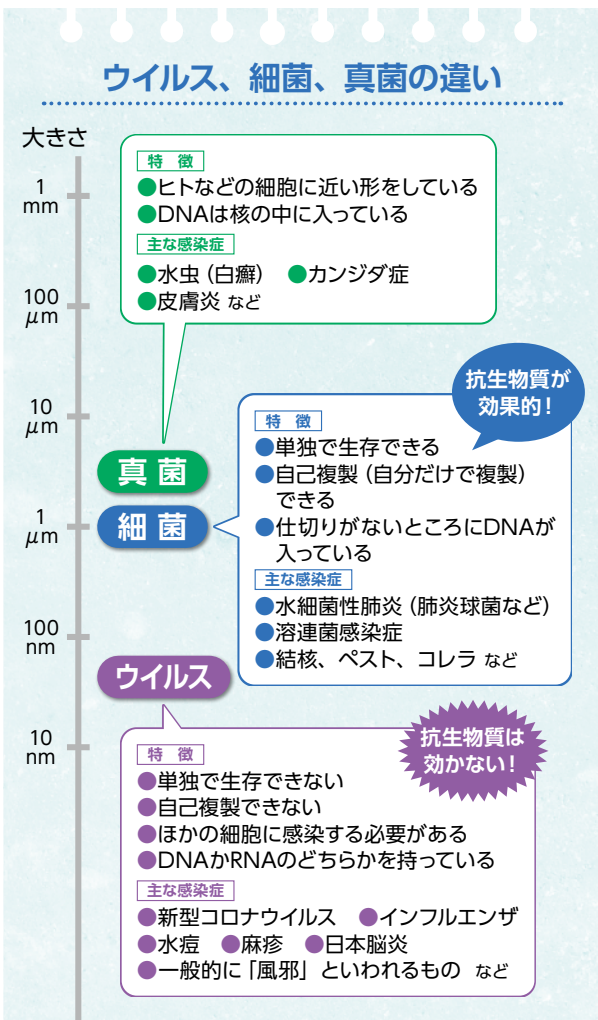 ウイルス、細菌、真菌の違い
大きさ
1
mm
100
μm
10
μm
1
μm
100
nm
10
nm
特 徴
●ヒトなどの細胞に近い形をしている
●DNAは核の中に入っている
主な感染症
●水虫(白癬) ●カンジダ症
●皮膚炎 など
真菌
抗生物質が
効果的!
細菌
特 徴
●単独で生存できる
●自己複製(自分だけで複製)
できる
●仕切りがないところにDNAが
入っている
主な感染症
●水細菌性肺炎(肺炎球菌など)
●溶連菌感染症
●結核、ペスト、コレラ など
ウイルス
抗生物質は
効かない!
特 徴
●単独で生存できない
●自己複製できない
●ほかの細胞に感染する必要がある
●DNAかRNAのどちらかを持っている
主な感染症
●新型コロナウイルス ●インフルエンザ
●水痘 ●麻疹 ●日本脳炎
●一般的に「風邪」といわれるもの など